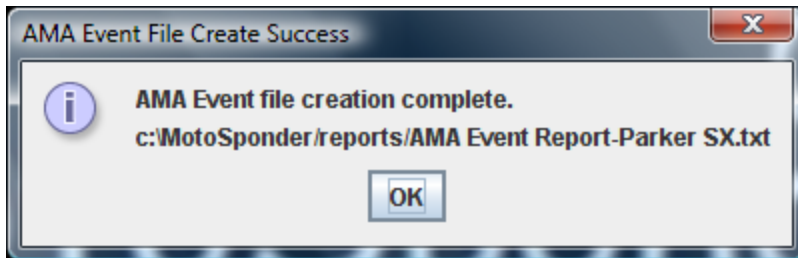 AMA Event File Create Success
AMA Event file creation complete.
c:\MotoSponder/reports/AMA Event Report-Parker SX.txt
OK